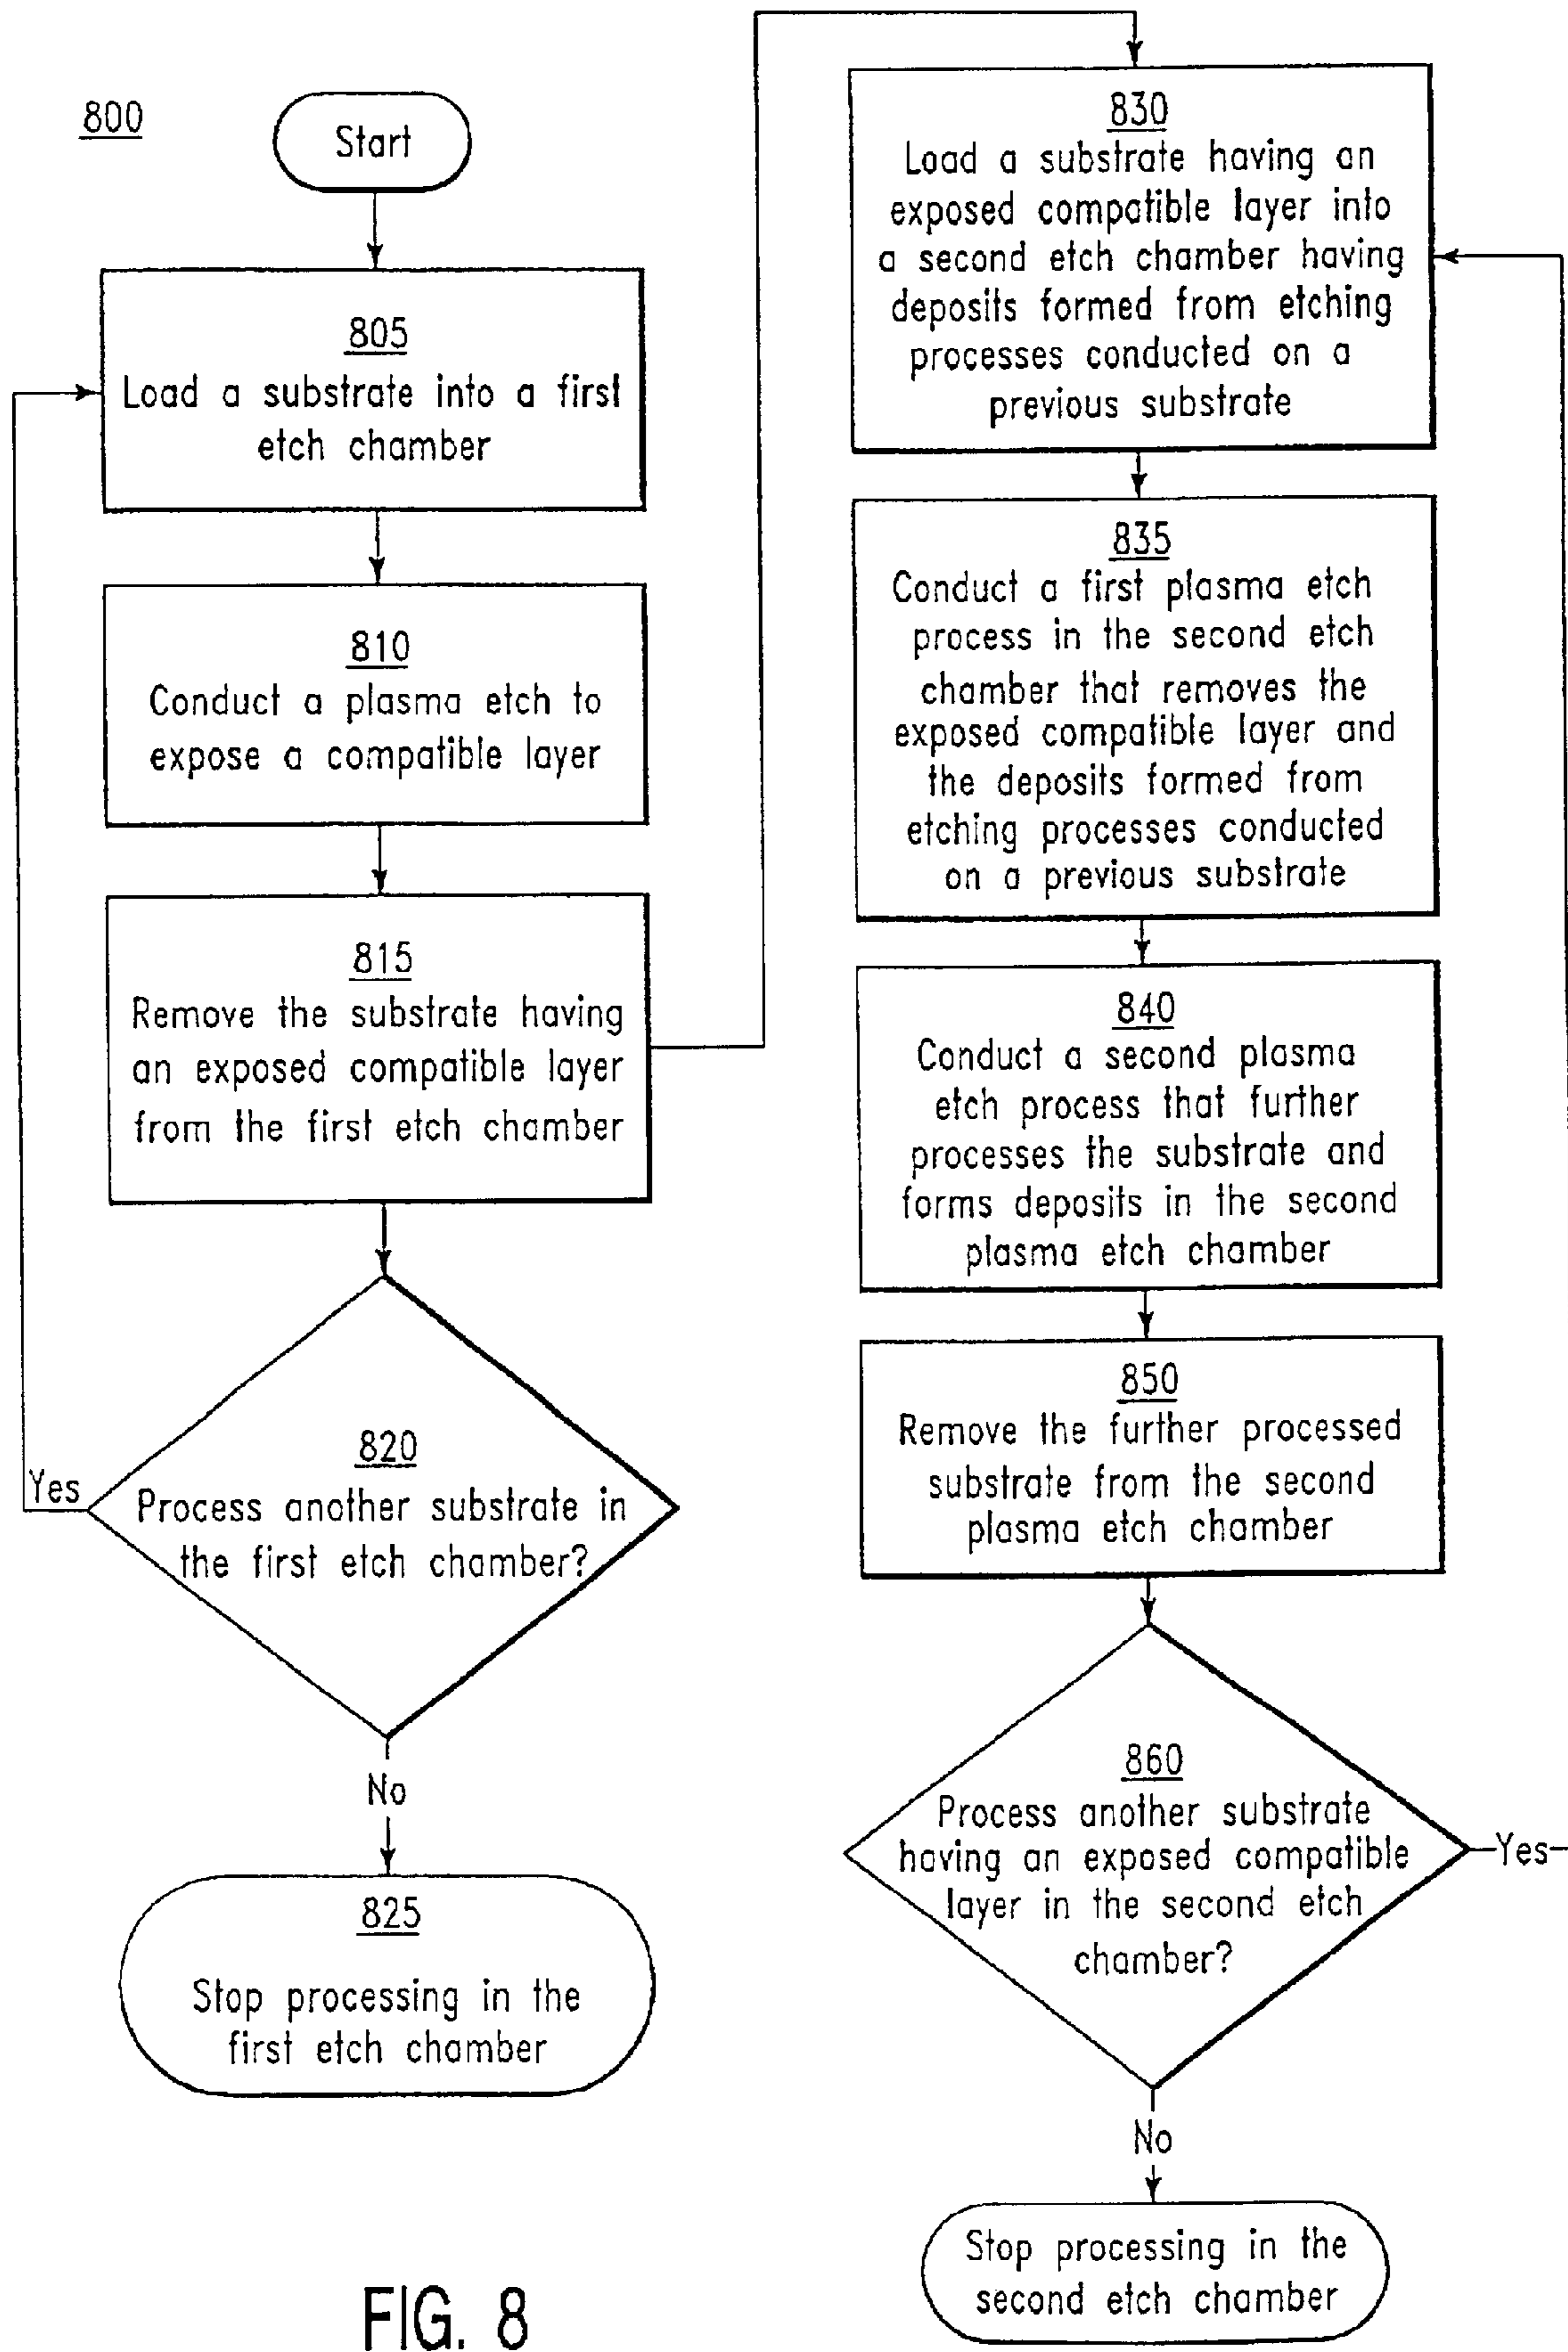 800
Start
805
Load a substrate into a first
etch chamber
810
Conduct a plasma etch to
expose a compatible layer
815
Remove the substrate having
an exposed compatible layer
from the first etch chamber
820
Process another substrate in
the first etch chamber?
Yes
No
825
Stop processing in the
first etch chamber
830
Load a substrate having an
exposed compatible layer into
a second etch chamber having
deposits formed from etching
processes conducted on a
previous substrate
835
Conduct a first plasma etch
process in the second etch
chamber that removes the
exposed compatible layer and
the deposits formed from
etching processes conducted
on a previous substrate
840
Conduct a second plasma
etch process that further
processes the substrate and
forms deposits in the second
plasma etch chamber
850
Remove the further processed
substrate from the second
plasma etch chamber
860
Process another substrate
having an exposed compatible
layer in the second etch
chamber?
Yes
No
Stop processing in the
second etch chamber
FIG. 8